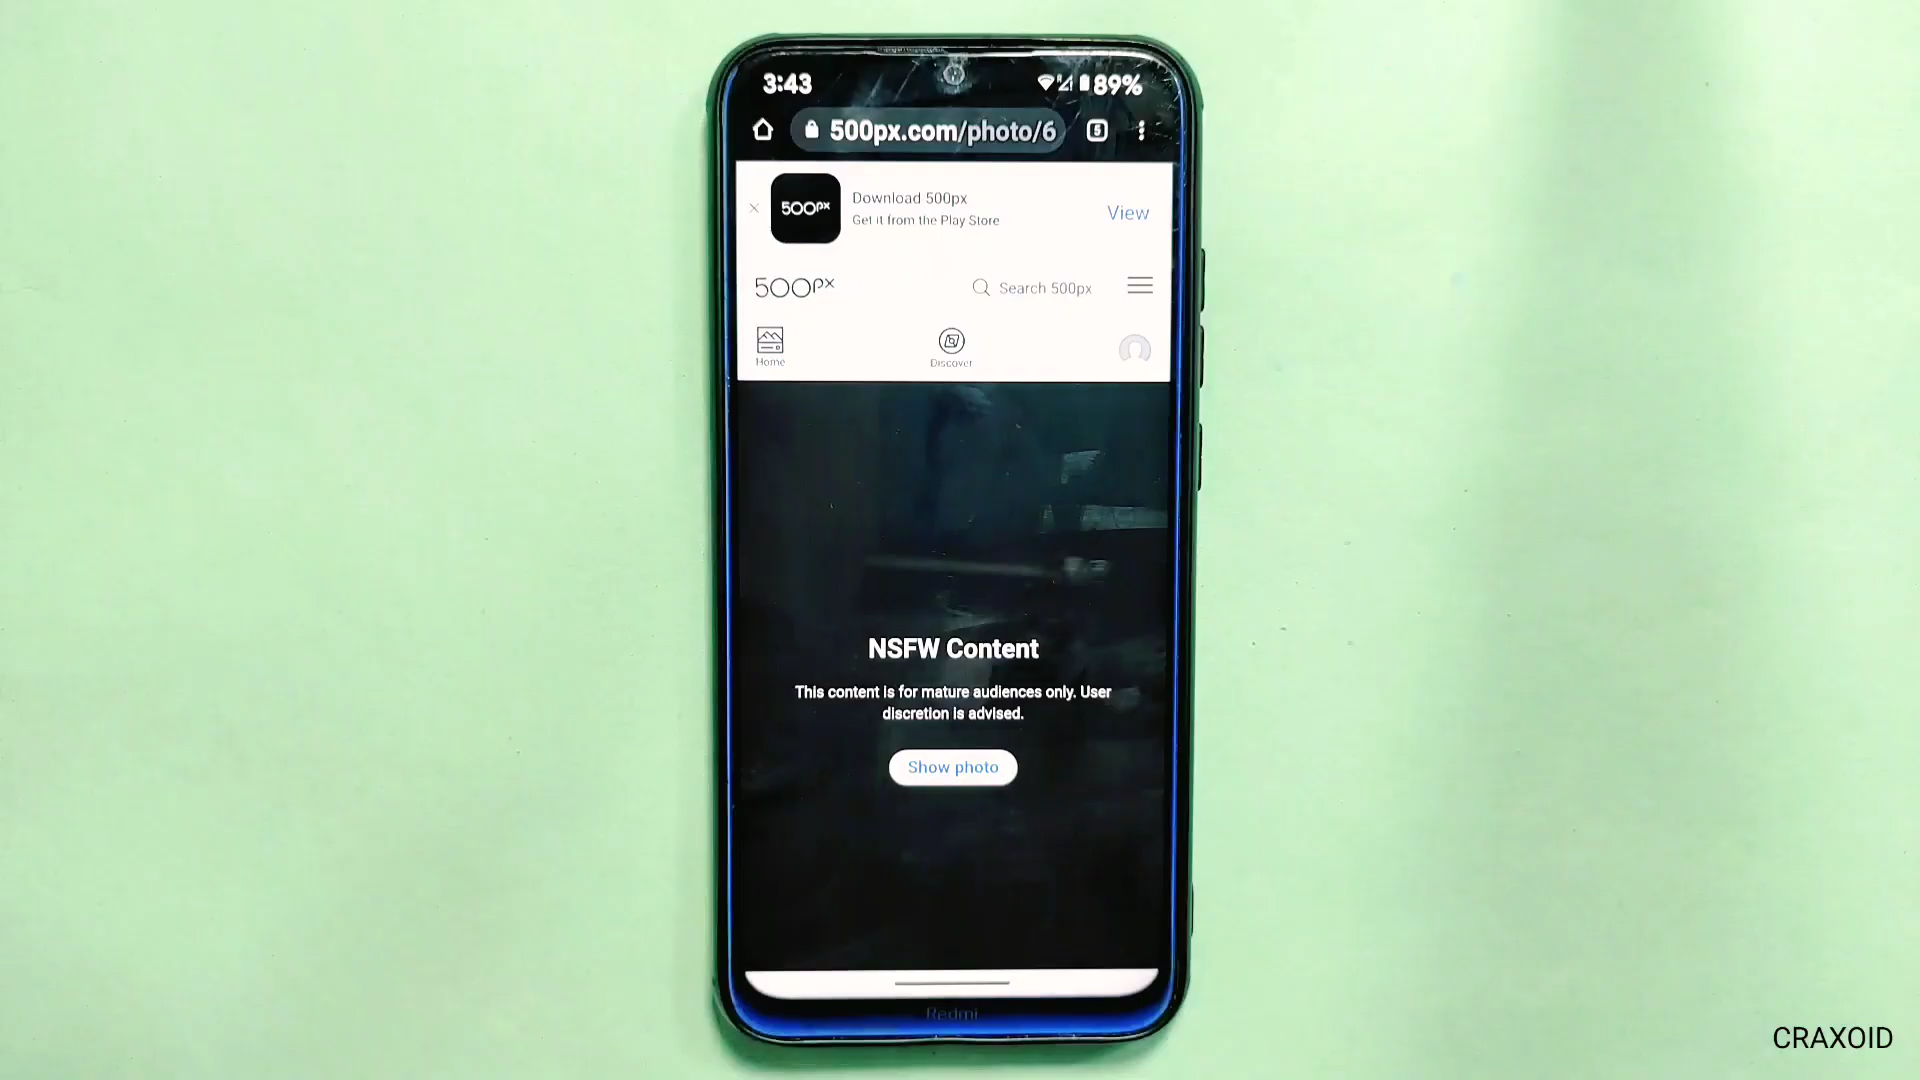 3:43
89%
500px.com/photo/6
5
500px
Download 500px
Get it from the Play Store
View
500px
Search 500px
Home
Discover
NSFW Content
This content is for mature audiences only. User
discretion is advised.
Show photo
Redmi
CRAXOID